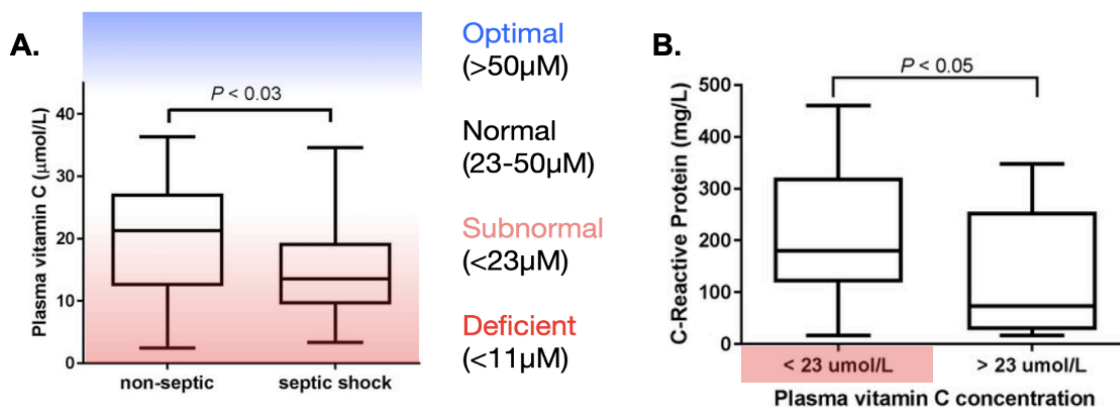 A.
Plasma vitamin C (μmol/L)
40
30
20
10
0
P < 0.03
non-septic
septic shock
Optimal
(>50μM)
Normal
(23-50μM)
Subnormal
(<23μM)
Deficient
(<11μM)
B.
C-Reactive Protein (mg/L)
500
400
300
200
100
0
P < 0.05
< 23 umol/L
> 23 umol/L
Plasma vitamin C concentration